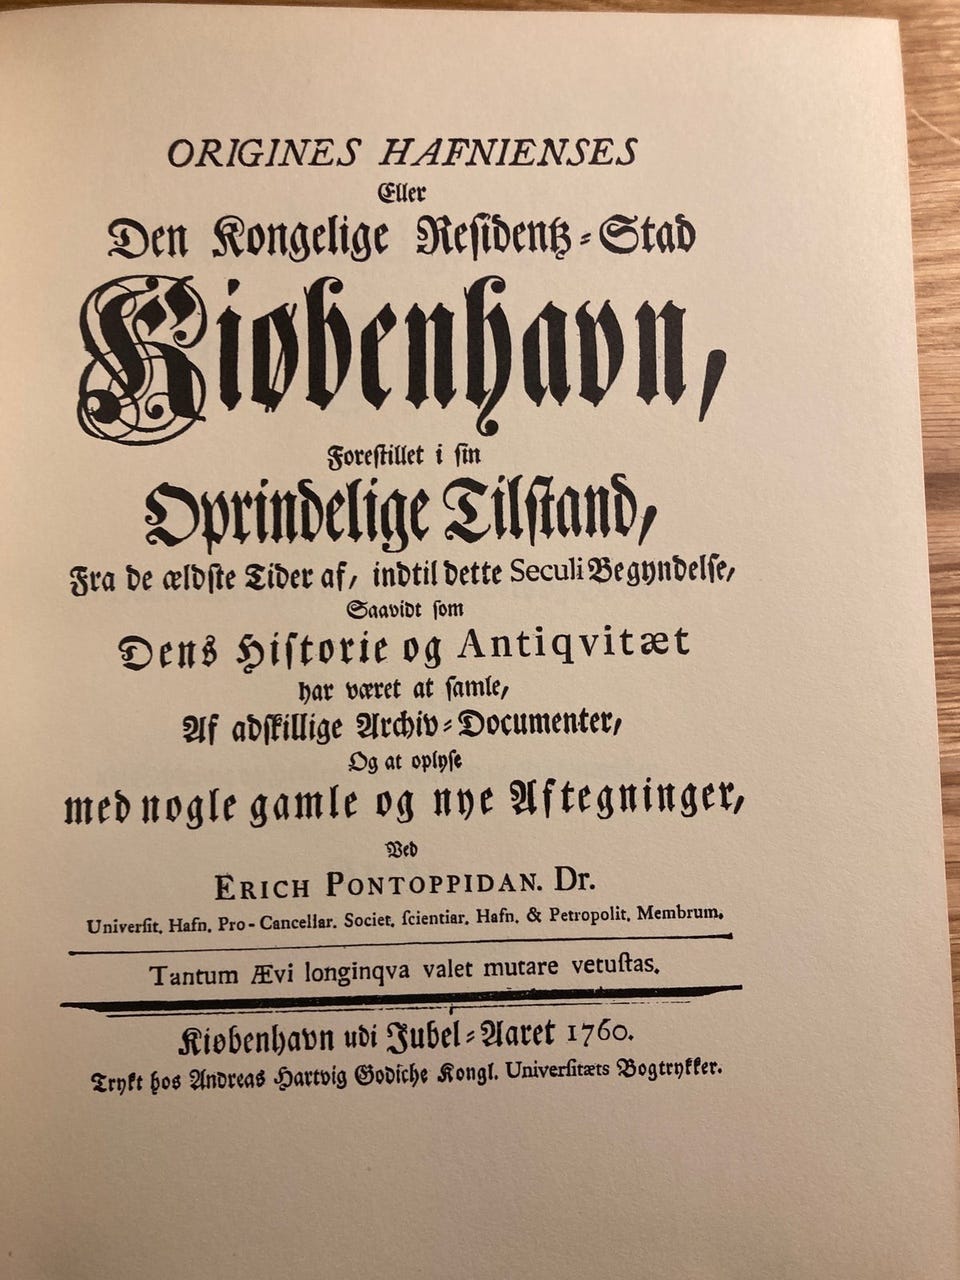 ORIGINES HAFNIENSES
Eller
Den Kongelige Residentz-Stad
Kiøbenhavn,
Forestillet i sin
Oprindelige Tilstand,
Fra de ældste Tider af, indtil dette Seculi Begyndelse,
Saavidt som
Dens Historie og Antiqvitæt
har været at samle,
Af adskillige Archiv-Documenter,
Og at oplyse
med nogle gamle og nye Aftegninger,
Ved
ERICH PONTOPPIDAN. Dr.
Universit. Hafn. Pro-Cancellar. Societ. scientiar. Hafn. & Petropolit. Membrum.
Tantum Ævi longinqva valet mutare vetustas.
Kiøbenhavn udi Jubel-Aaret 1760.
Trykt hos Andreas Hartvig Godiche Kongl. Universitæts Bogtrykker.